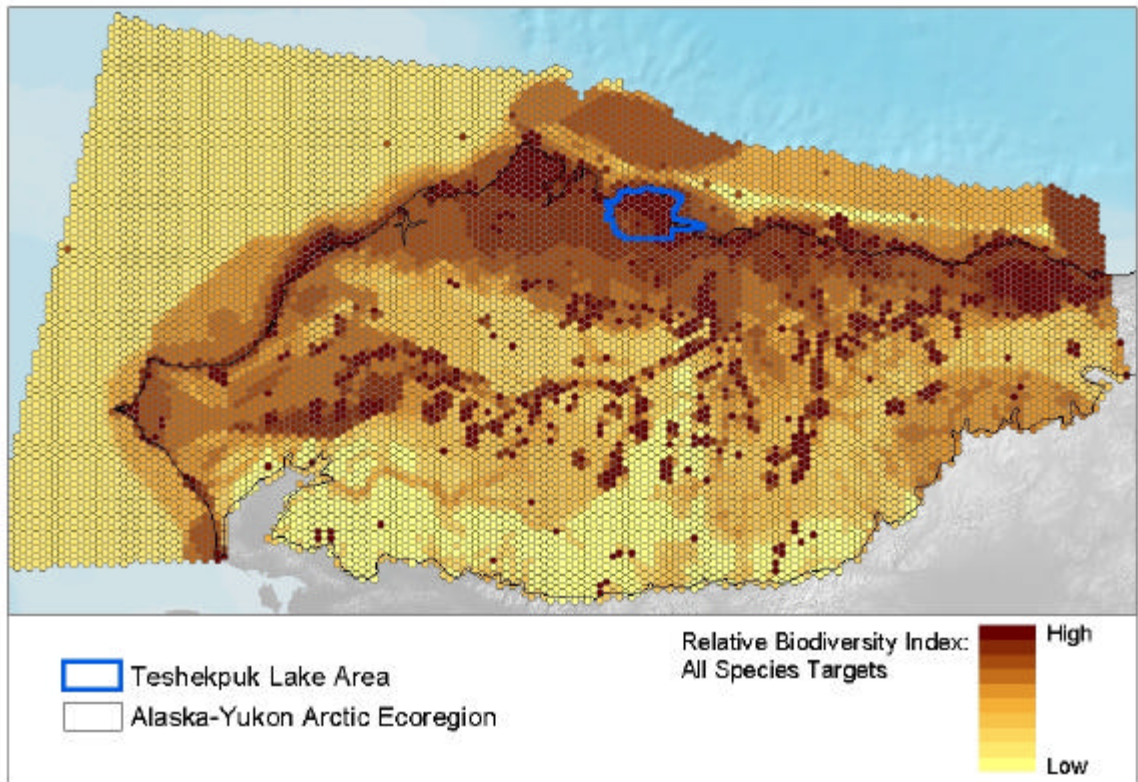 Teshekpuk Lake Area
Alaska-Yukon Arctic Ecoregion
Relative Biodiversity Index:
All Species Targets
High
Low